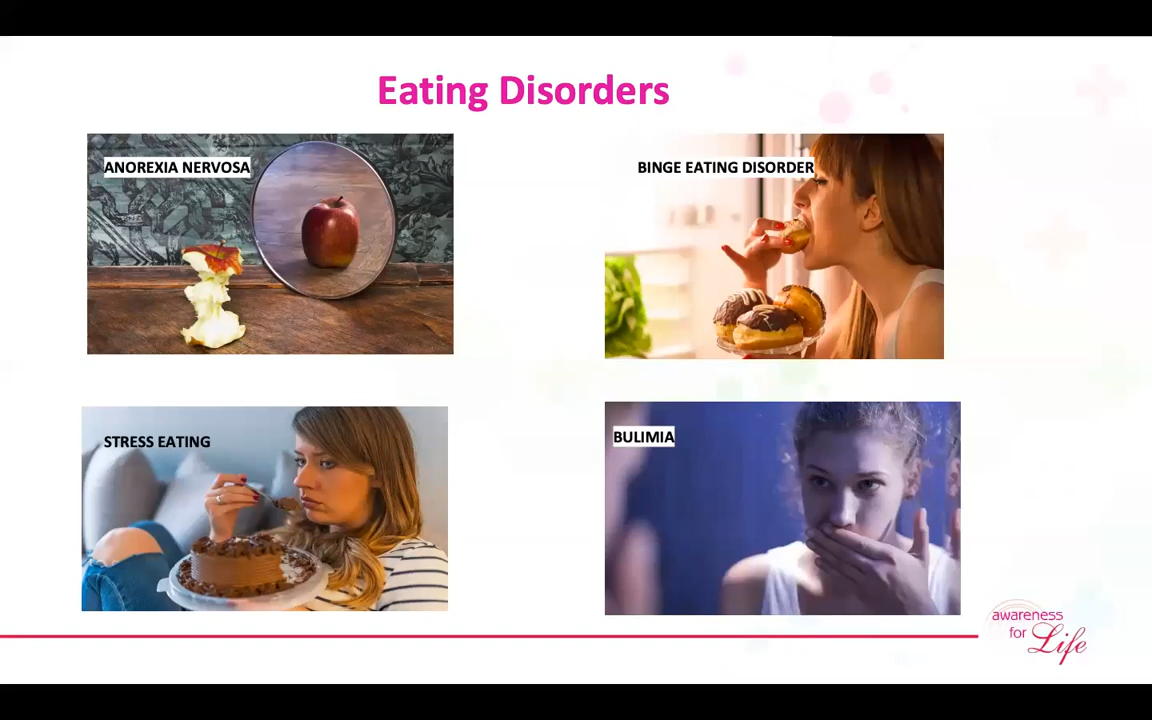 Eating Disorders
ANOREXIA NERVOSA
BINGE EATING DISORDER
STRESS EATING
BULIMIA
awareness
for
Life